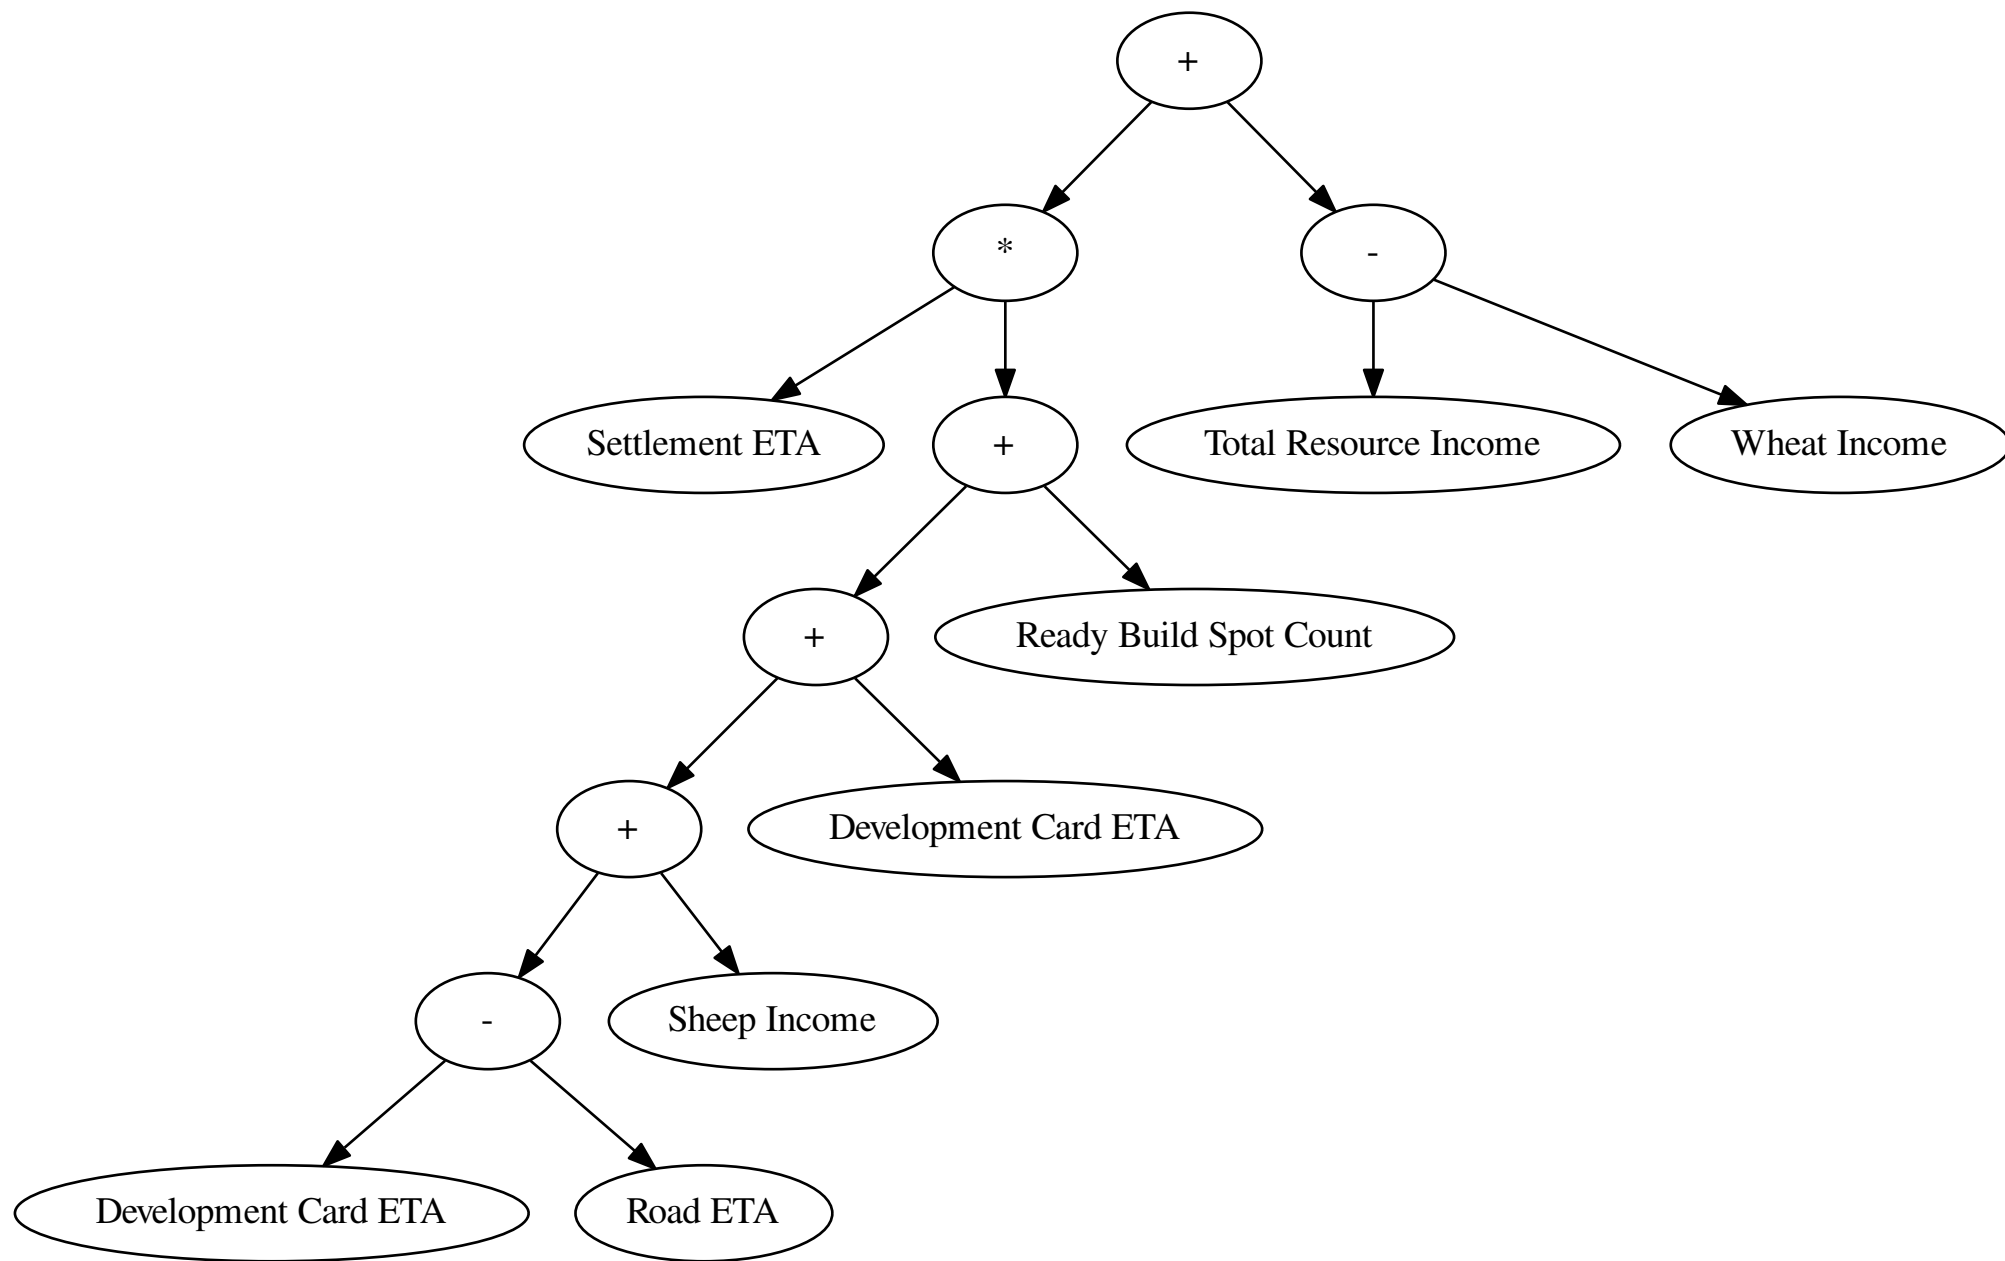 +
*
-
Settlement ETA
+
Total Resource Income
Wheat Income
+
Ready Build Spot Count
+
Development Card ETA
-
Sheep Income
Development Card ETA
Road ETA